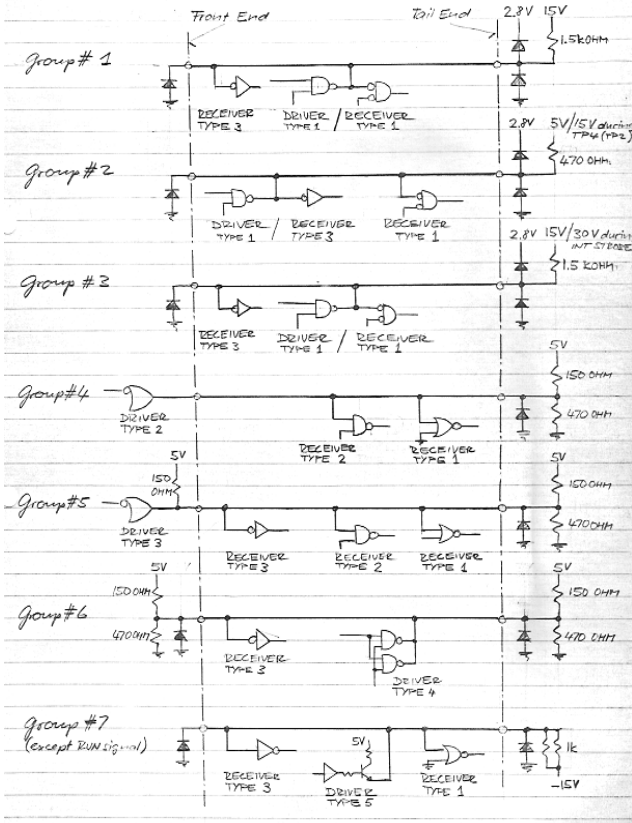 Front End
Tail End
2.8V 15V
1.5kOHM
Group # 1
RECEIVER TYPE 3
DRIVER TYPE 1 / RECEIVER TYPE 1
2.8V 5V/15V during TP4 (TP2)
470 OHM.
Group #2
DRIVER TYPE 1 / RECEIVER TYPE 3
RECEIVER TYPE 1
2.8V 15V/30V during INT STROBE
1.5 KOHM
Group #3
RECEIVER TYPE 3
DRIVER TYPE 1 / RECEIVER TYPE 1
5V
150 OHM
Group #4
DRIVER TYPE 2
470 OHM
RECEIVER TYPE 2
RECEIVER TYPE 1
5V
150 OHM
5V
150 OHM
Group #5
DRIVER TYPE 3
470 OHM
RECEIVER TYPE 3
RECEIVER TYPE 2
RECEIVER TYPE 1
5V
150 OHM
5V
150 OHM
Group #6
470 OHM
470 OHM
RECEIVER TYPE 3
DRIVER TYPE 4
Group #7
(except RUN signal)
5V
1k
RECEIVER TYPE 3
DRIVER TYPE 5
RECEIVER TYPE 1
-15V